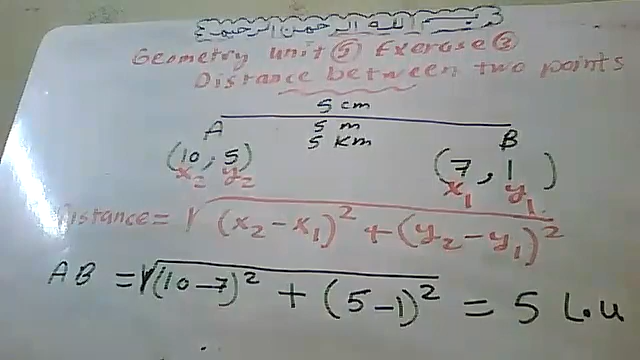 بسم الله الرحمن الرحيم
Geometry unit ⑤ Exercise ③
Distance between two points
5 cm
A 5 m B
5 Km
(10, 5) (7, 1)
x₂ y₂ x₁ y₁
Distance = √(x₂-x₁)² + (y₂-y₁)²
AB = √(10-7)² + (5-1)² = 5 L.u